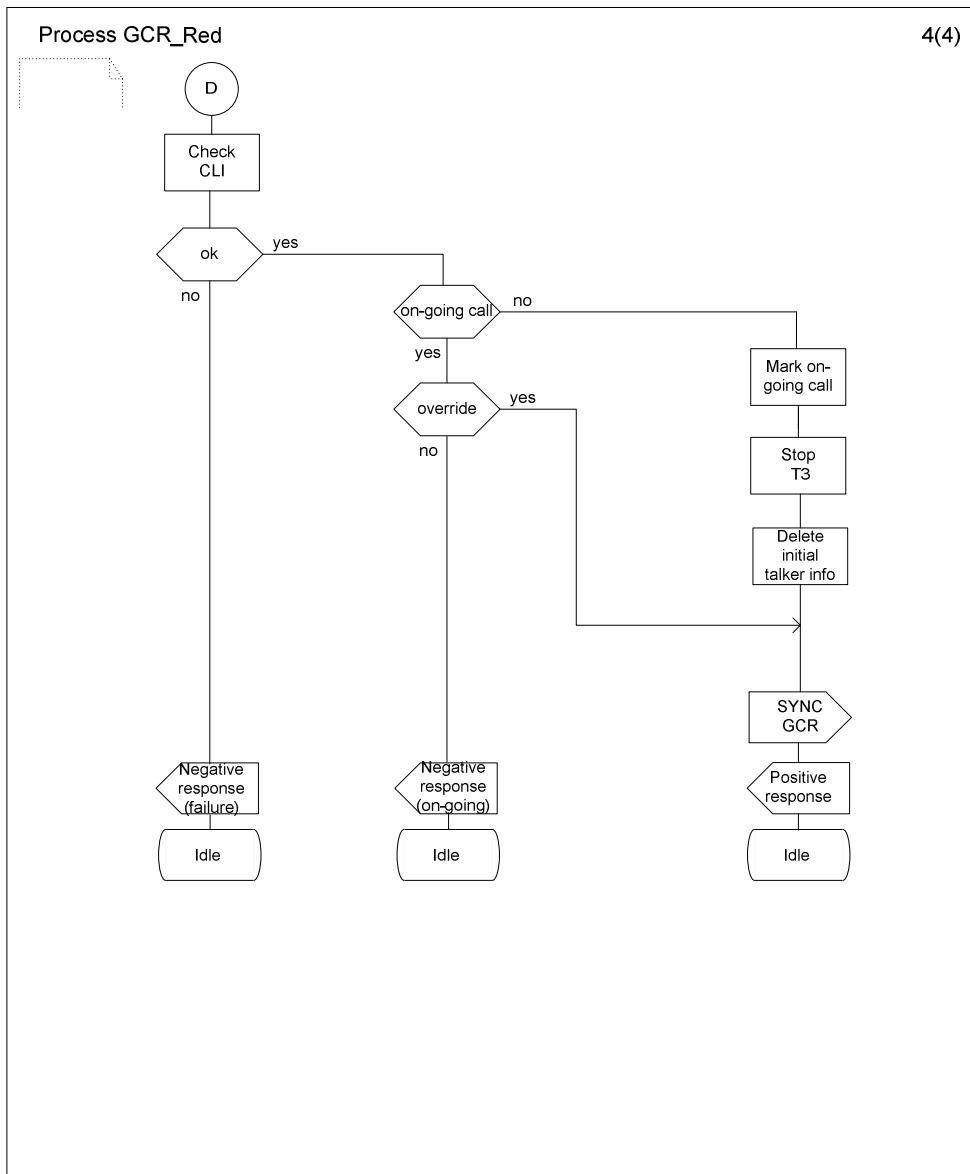 Process GCR_Red
4(4)
D
Check
CLI
ok
yes
no
on-going call
no
yes
Mark on-
going call
override
yes
no
Stop
T3
Delete
initial
talker info
SYNC
GCR
Negative
response
(failure)
Negative
response
(on-going)
Positive
response
Idle
Idle
Idle